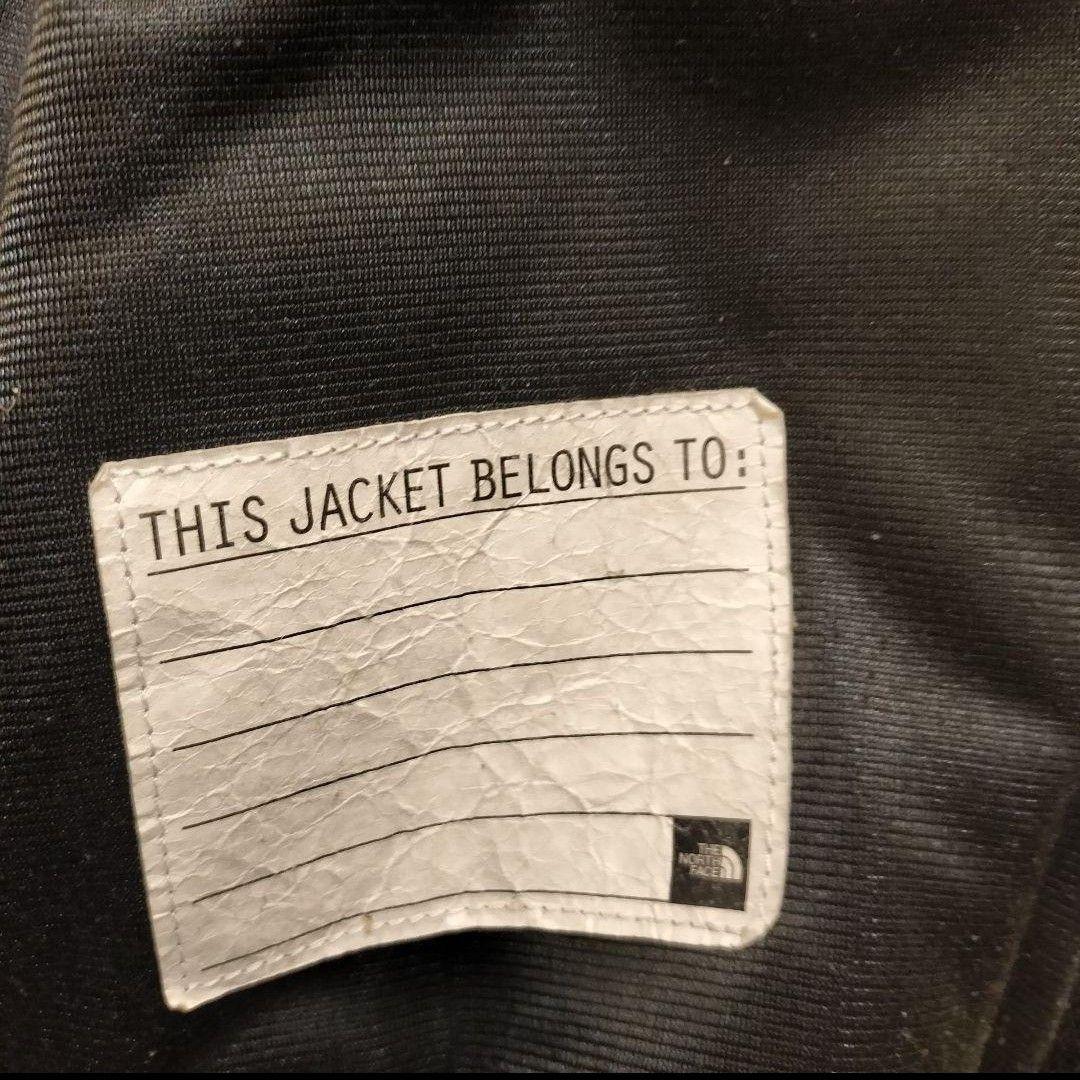 THIS JACKET BELONGS TO:
THE
NORTH
FACE